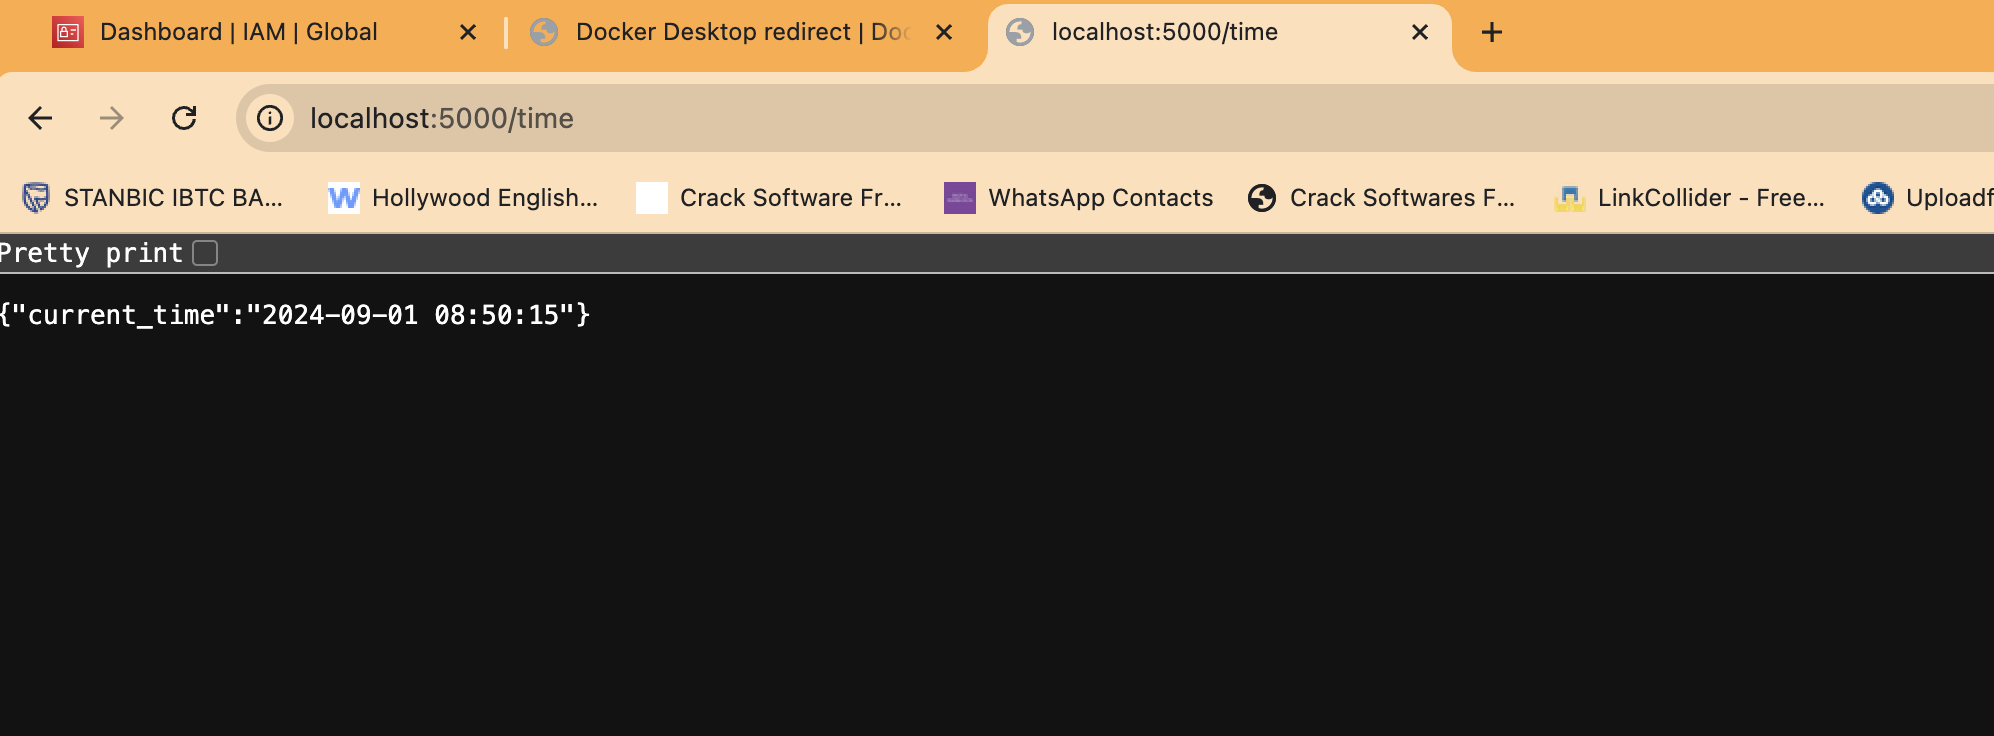 Dashboard | IAM | Global Docker Desktop redirect | Doc localhost:5000/time
localhost:5000/time
STANBIC IBTC BA... W Hollywood English... Crack Software Fr... WhatsApp Contacts Crack Softwares F... LinkCollider - Free... Uploadf
Pretty print
{"current_time":"2024-09-01 08:50:15"}